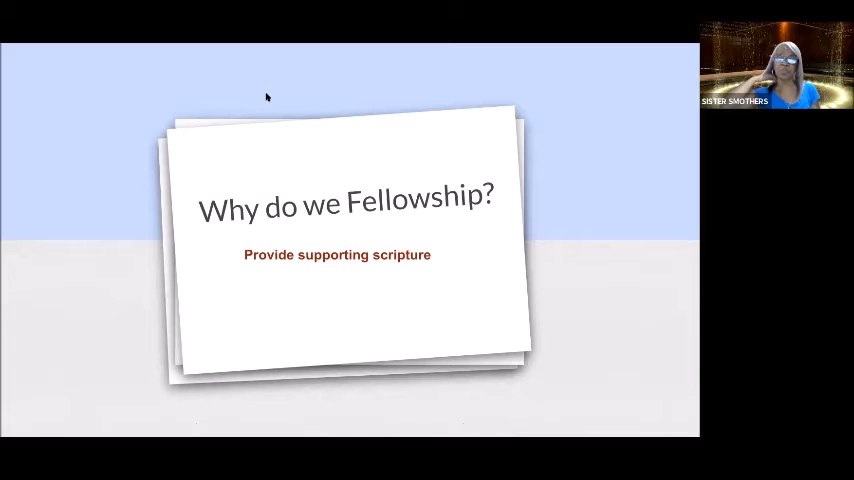 Why do we Fellowship?
Provide supporting scripture
SISTER SMOTHERS